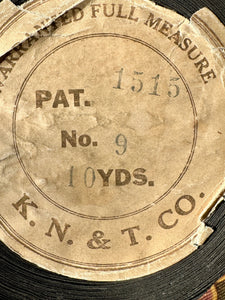 WARRANTED FULL MEASURE
PAT. 1515
No. 9
10 YDS.
K. N. & T. CO.